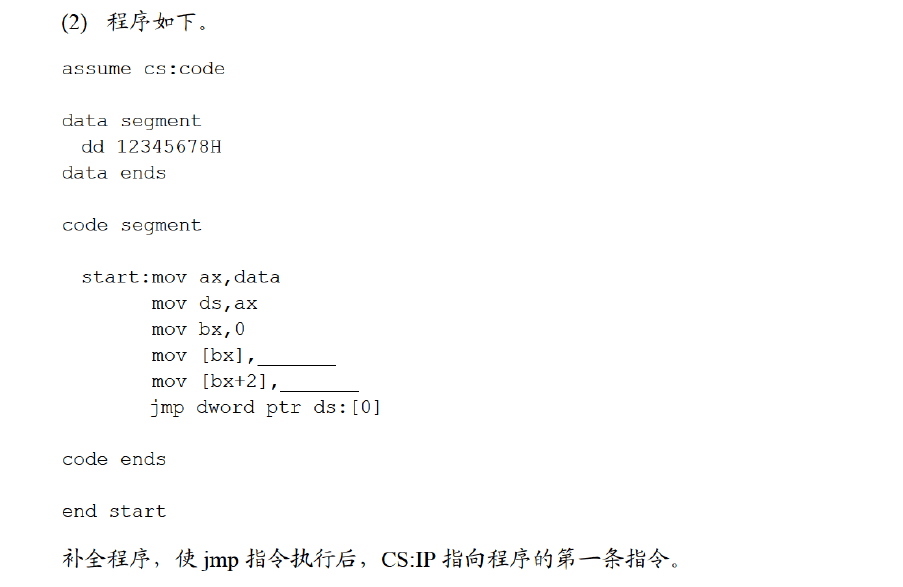 (2) 程序如下。
assume cs:code
data segment
dd 12345678H
data ends
code segment
start:mov ax,data
mov ds,ax
mov bx,0
mov [bx],_______
mov [bx+2],_______
jmp dword ptr ds:[0]
code ends
end start
补全程序，使 jmp 指令执行后，CS:IP 指向程序的第一条指令。